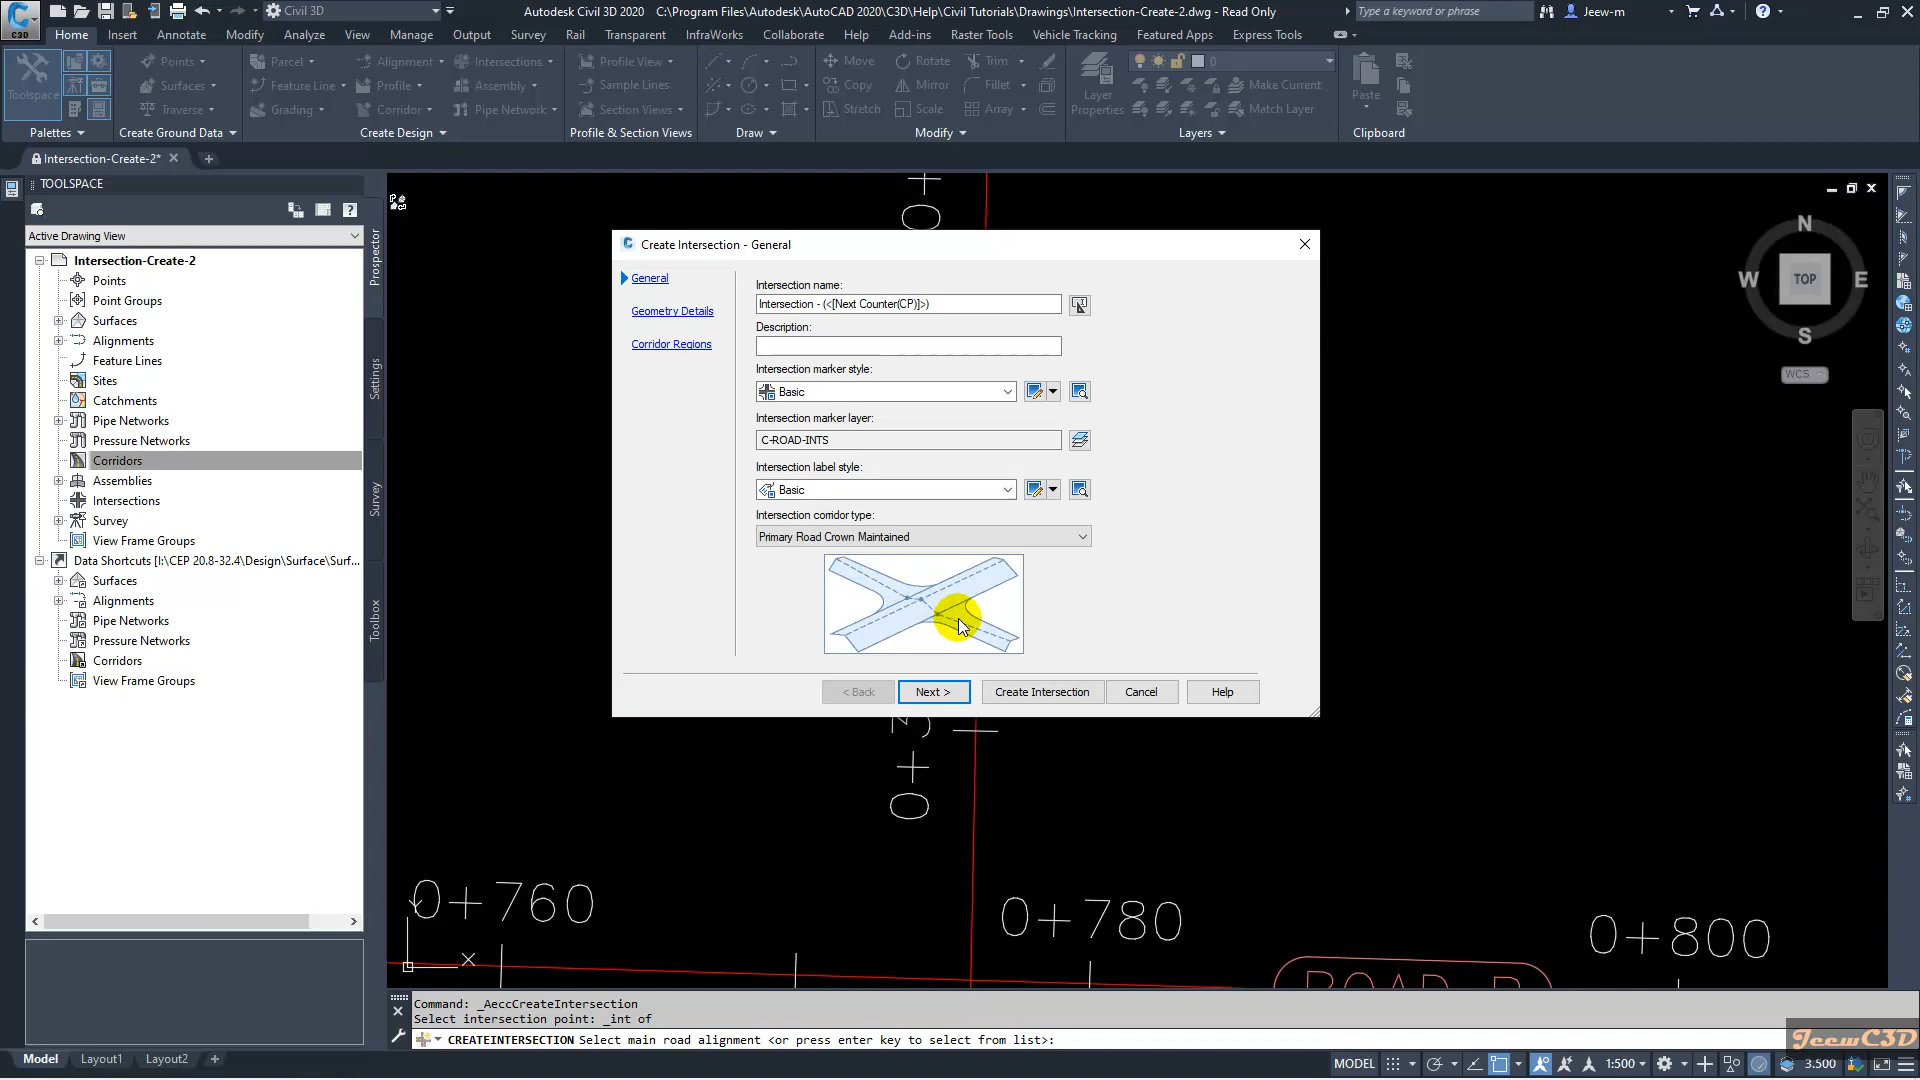 Civil 3D
Autodesk Civil 3D 2020 C:\Program Files\Autodesk\AutoCAD 2020\C3D\Help\Civil Tutorials\Drawings\Intersection-Create-2.dwg - Read Only
Type a keyword or phrase
Jeew-m
C3D
Home Insert Annotate Modify Analyze View Manage Output Survey Rail Transparent InfraWorks Collaborate Help Add-ins Raster Tools Vehicle Tracking Featured Apps Express Tools
Points Parcel Alignment Intersections Profile View Move Rotate Trim 0
Toolspace Surfaces Feature Line Profile Assembly Sample Lines Copy Mirror Fillet Layer Properties Make Current Paste
Traverse Grading Corridor Pipe Network Section Views Stretch Scale Array Match Layer
Palettes Create Ground Data Create Design Profile & Section Views Draw Modify Layers Clipboard
Intersection-Create-2*
TOOLSPACE
Active Drawing View
Prospector
Settings
Survey
Toolbox
Intersection-Create-2
Points
Point Groups
Surfaces
Alignments
Feature Lines
Sites
Catchments
Pipe Networks
Pressure Networks
Corridors
Assemblies
Intersections
Survey
View Frame Groups
Data Shortcuts [I:\CEP 20.8-32.4\Design\Surface\Surf...
Surfaces
Alignments
Pipe Networks
Pressure Networks
Corridors
View Frame Groups
Create Intersection - General
General
Geometry Details
Corridor Regions
Intersection name:
Intersection - (<[Next Counter(CP)]>)
Description:
Intersection marker style:
Basic
Intersection marker layer:
C-ROAD-INTS
Intersection label style:
Basic
Intersection corridor type:
Primary Road Crown Maintained
< Back Next > Create Intersection Cancel Help
N
W TOP E
S
WCS
0+760
0+780
0+800
X
Command: _AeccCreateIntersection
Select intersection point: _int of
CREATEINTERSECTION Select main road alignment <or press enter key to select from list>:
JeewC3D
Model Layout1 Layout2 +
MODEL 1:500 3.500